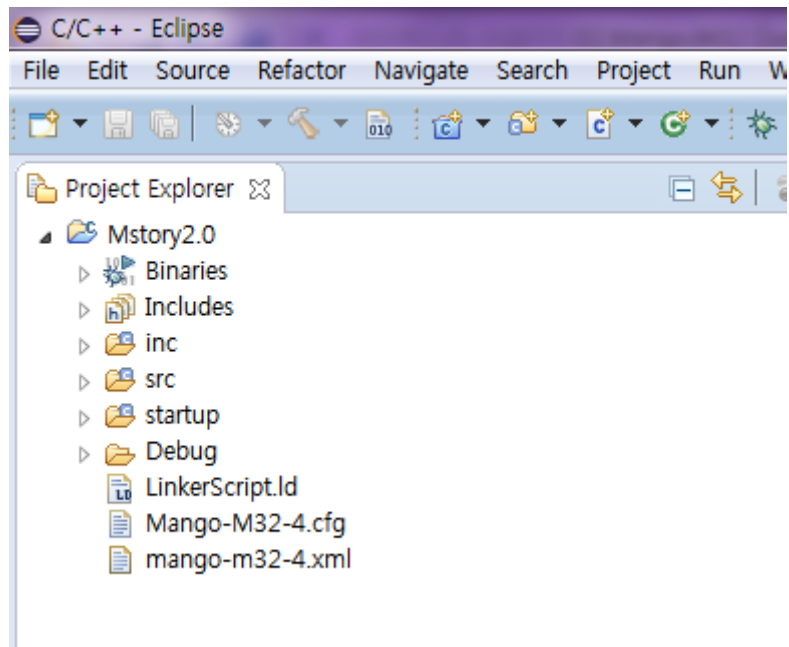 C/C++ - Eclipse
File Edit Source Refactor Navigate Search Project Run W
010
Project Explorer
Mstory2.0
Binaries
Includes
inc
src
startup
Debug
LinkerScript.ld
Mango-M32-4.cfg
mango-m32-4.xml